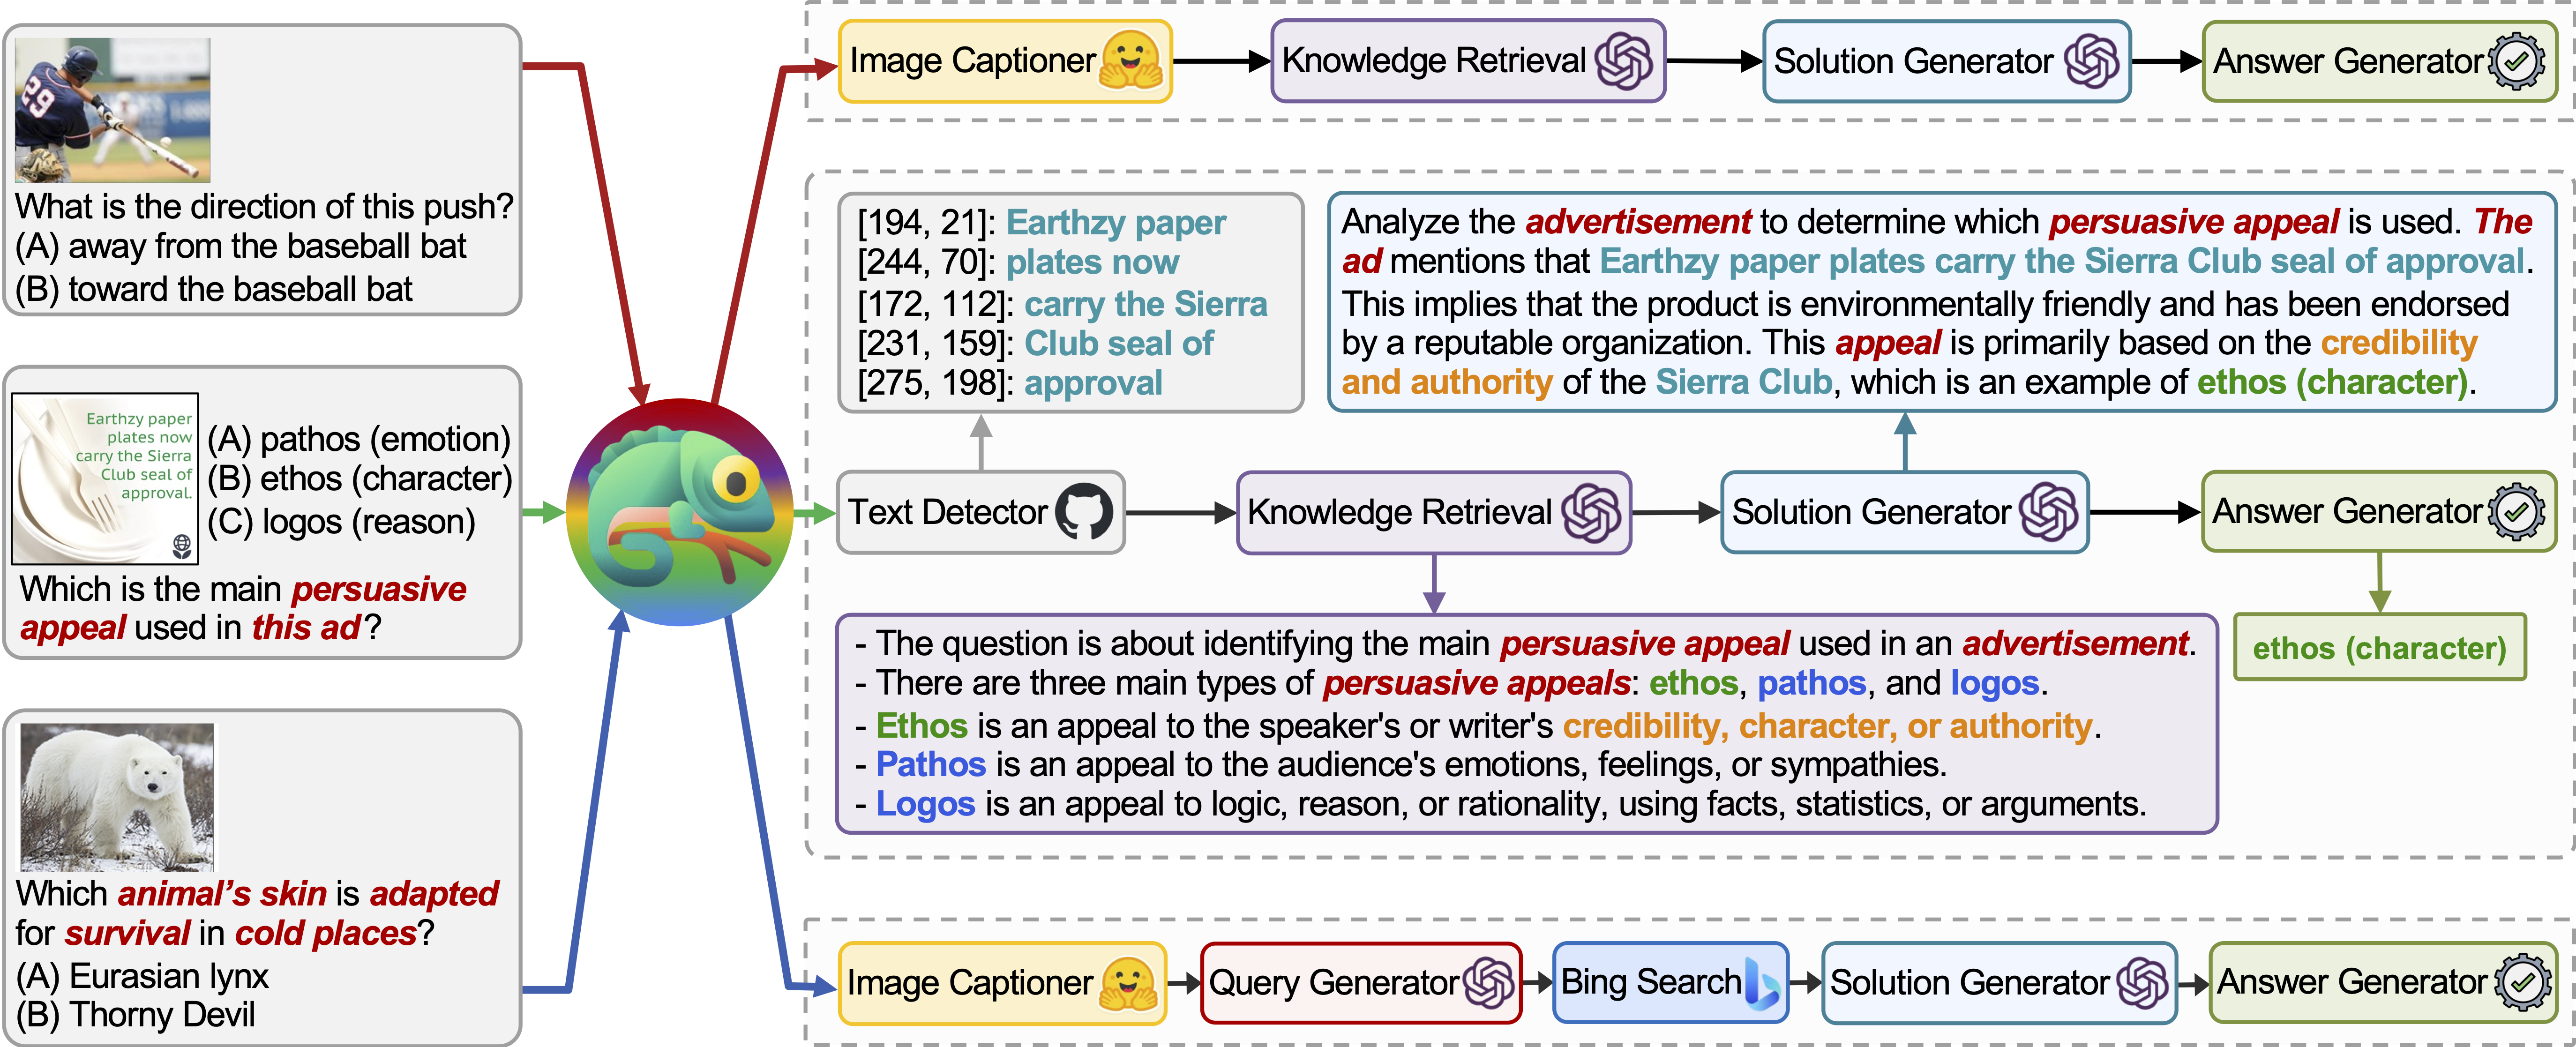 29
What is the direction of this push?
(A) away from the baseball bat
(B) toward the baseball bat
Earthzy paper
plates now
carry the Sierra
Club seal of
approval.
(A) pathos (emotion)
(B) ethos (character)
(C) logos (reason)
Which is the main persuasive
appeal used in this ad?
Which animal’s skin is adapted
for survival in cold places?
(A) Eurasian lynx
(B) Thorny Devil
Image Captioner
Knowledge Retrieval
Solution Generator
Answer Generator
[194, 21]: Earthzy paper
[244, 70]: plates now
[172, 112]: carry the Sierra
[231, 159]: Club seal of
[275, 198]: approval
Analyze the advertisement to determine which persuasive appeal is used. The
ad mentions that Earthzy paper plates carry the Sierra Club seal of approval.
This implies that the product is environmentally friendly and has been endorsed
by a reputable organization. This appeal is primarily based on the credibility
and authority of the Sierra Club, which is an example of ethos (character).
Text Detector
Knowledge Retrieval
Solution Generator
Answer Generator
- The question is about identifying the main persuasive appeal used in an advertisement.
- There are three main types of persuasive appeals: ethos, pathos, and logos.
- Ethos is an appeal to the speaker's or writer's credibility, character, or authority.
- Pathos is an appeal to the audience's emotions, feelings, or sympathies.
- Logos is an appeal to logic, reason, or rationality, using facts, statistics, or arguments.
ethos (character)
Image Captioner
Query Generator
Bing Search
Solution Generator
Answer Generator